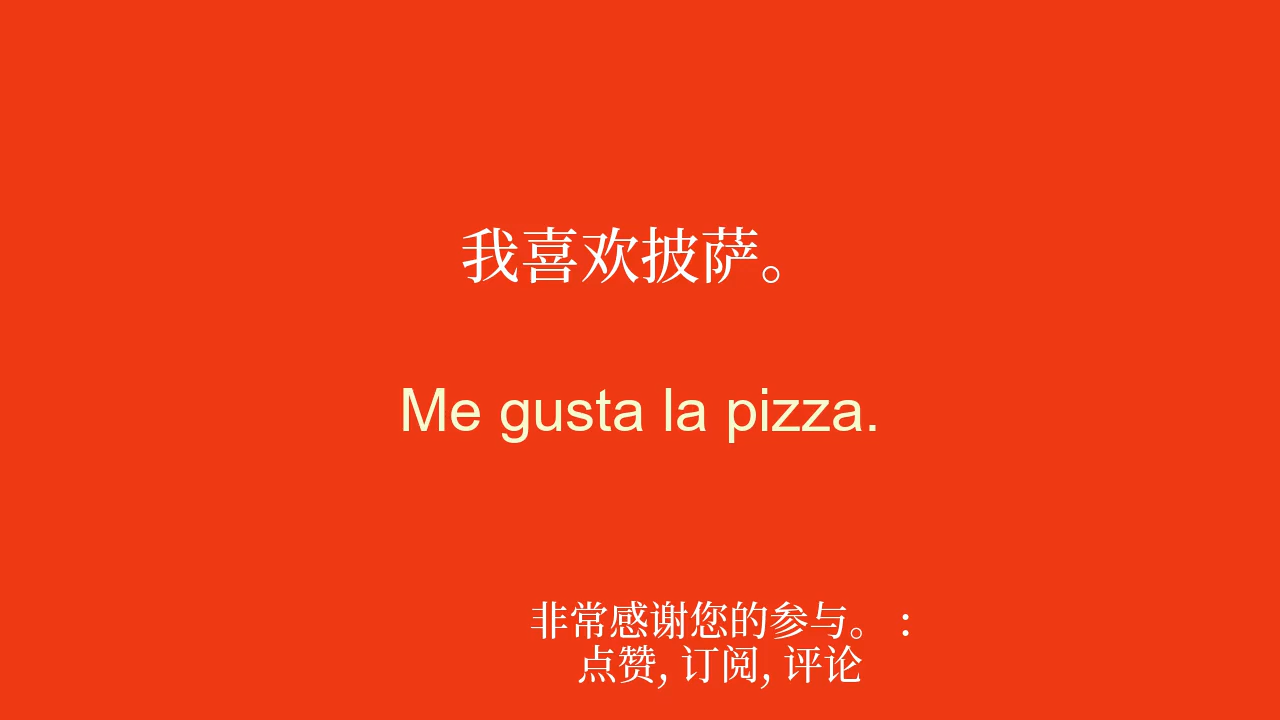 我喜欢披萨。
Me gusta la pizza.
非常感谢您的参与。 :
点赞, 订阅, 评论